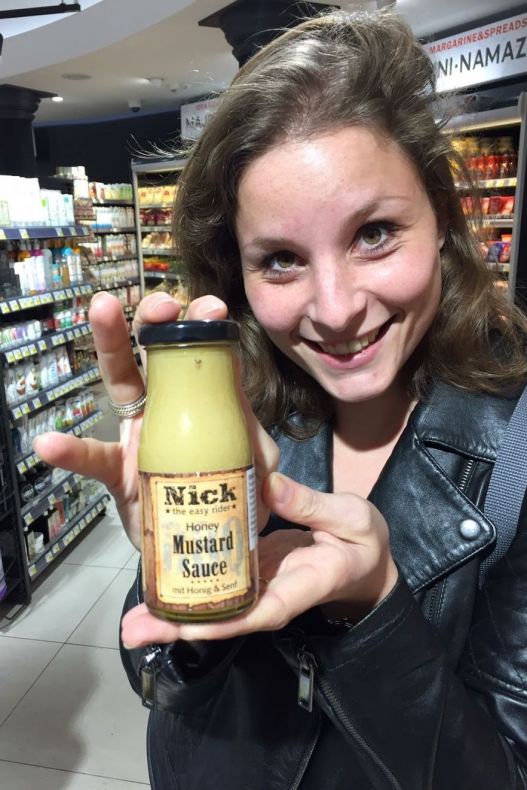 MARGARINE&SPREADS
NI-NAMAZ
Nick
★ the easy rider ★
Honey
Mustard
Sauce
mit Honig & Senf